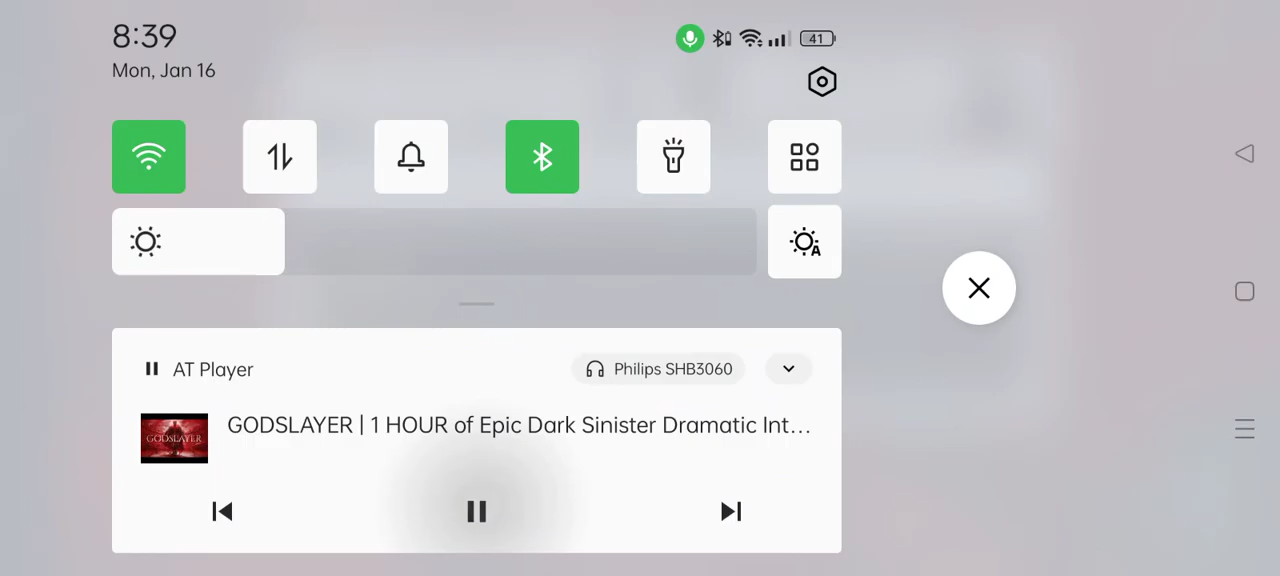 8:39
41
Mon, Jan 16
A
AT Player
Philips SHB3060
GODSLAYER | 1 HOUR of Epic Dark Sinister Dramatic Int...
GODSLAYER